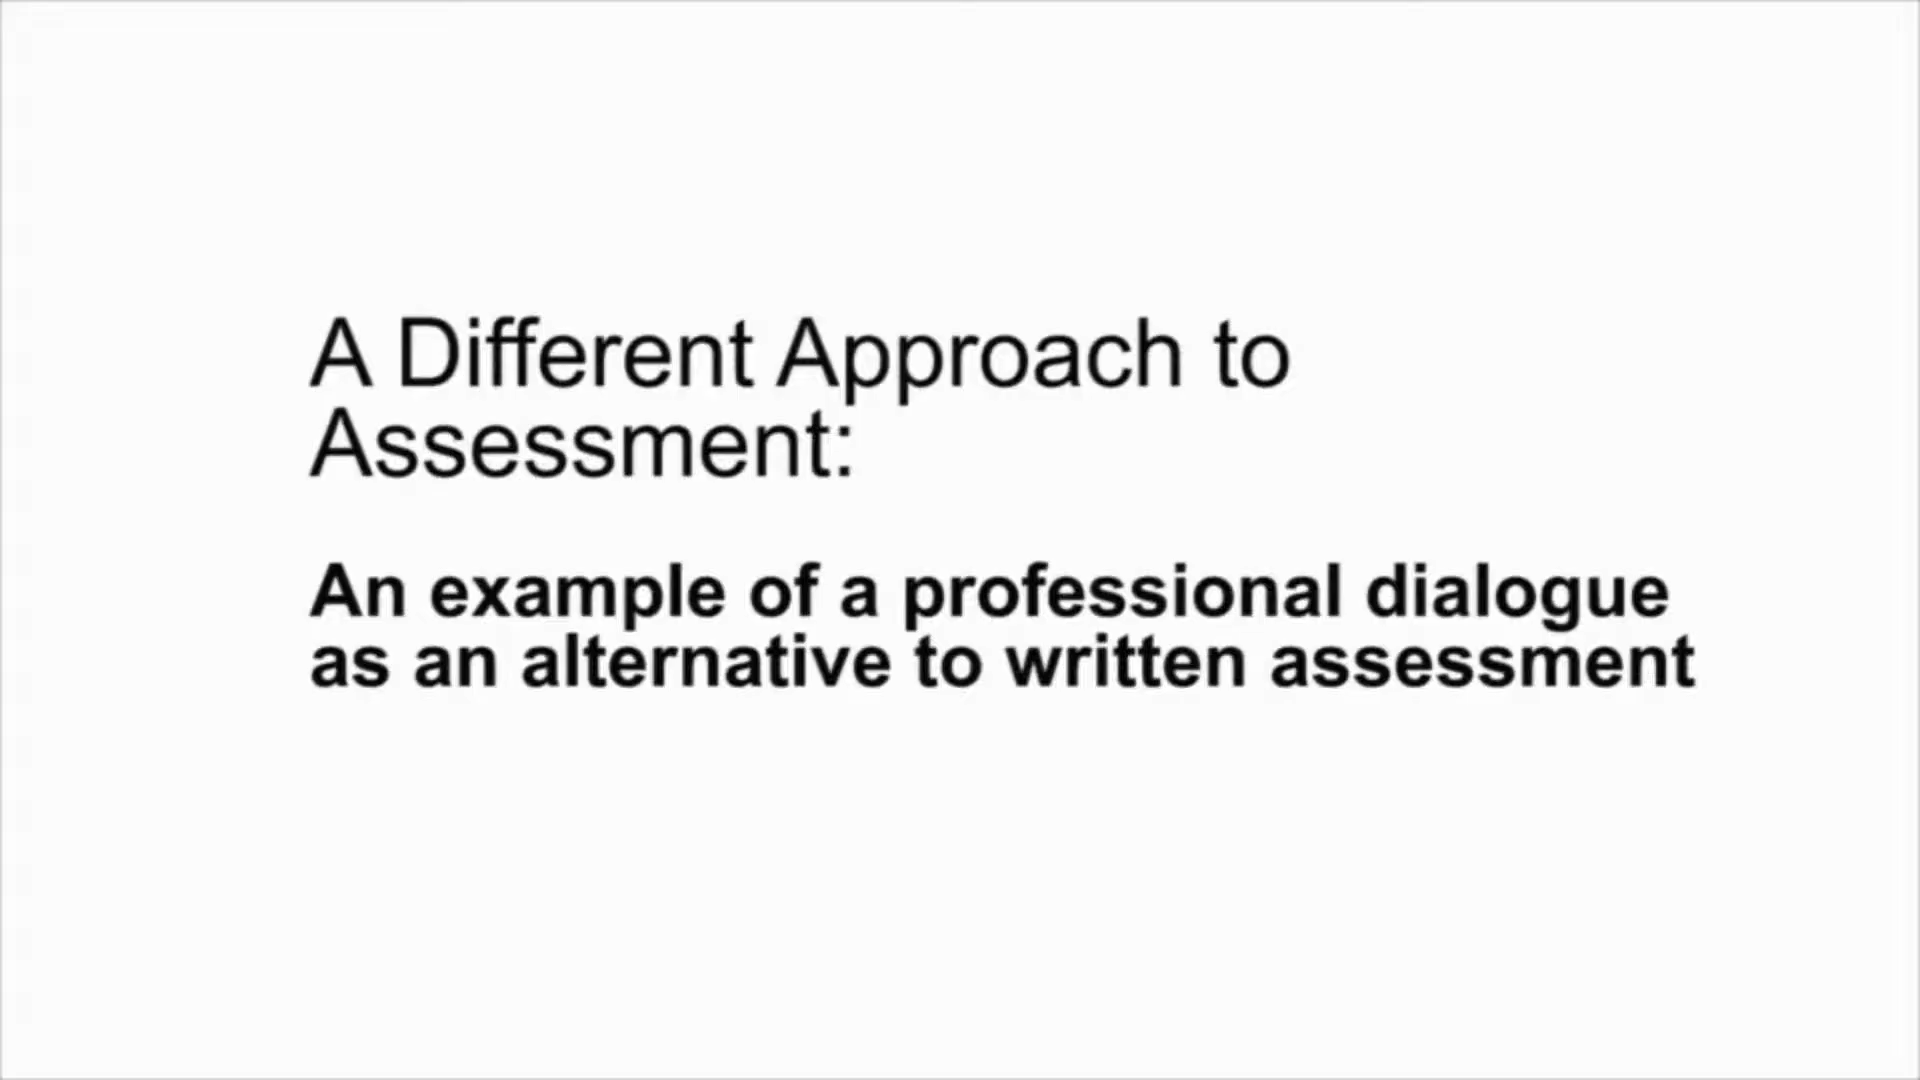 A Different Approach to
Assessment:
An example of a professional dialogue
as an alternative to written assessment